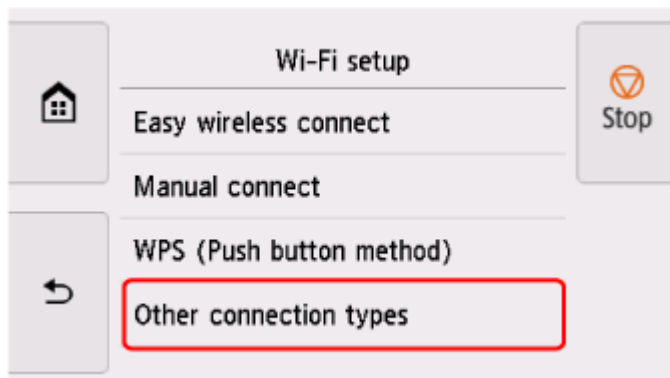 Wi-Fi setup
Stop
Easy wireless connect
Manual connect
WPS (Push button method)
Other connection types